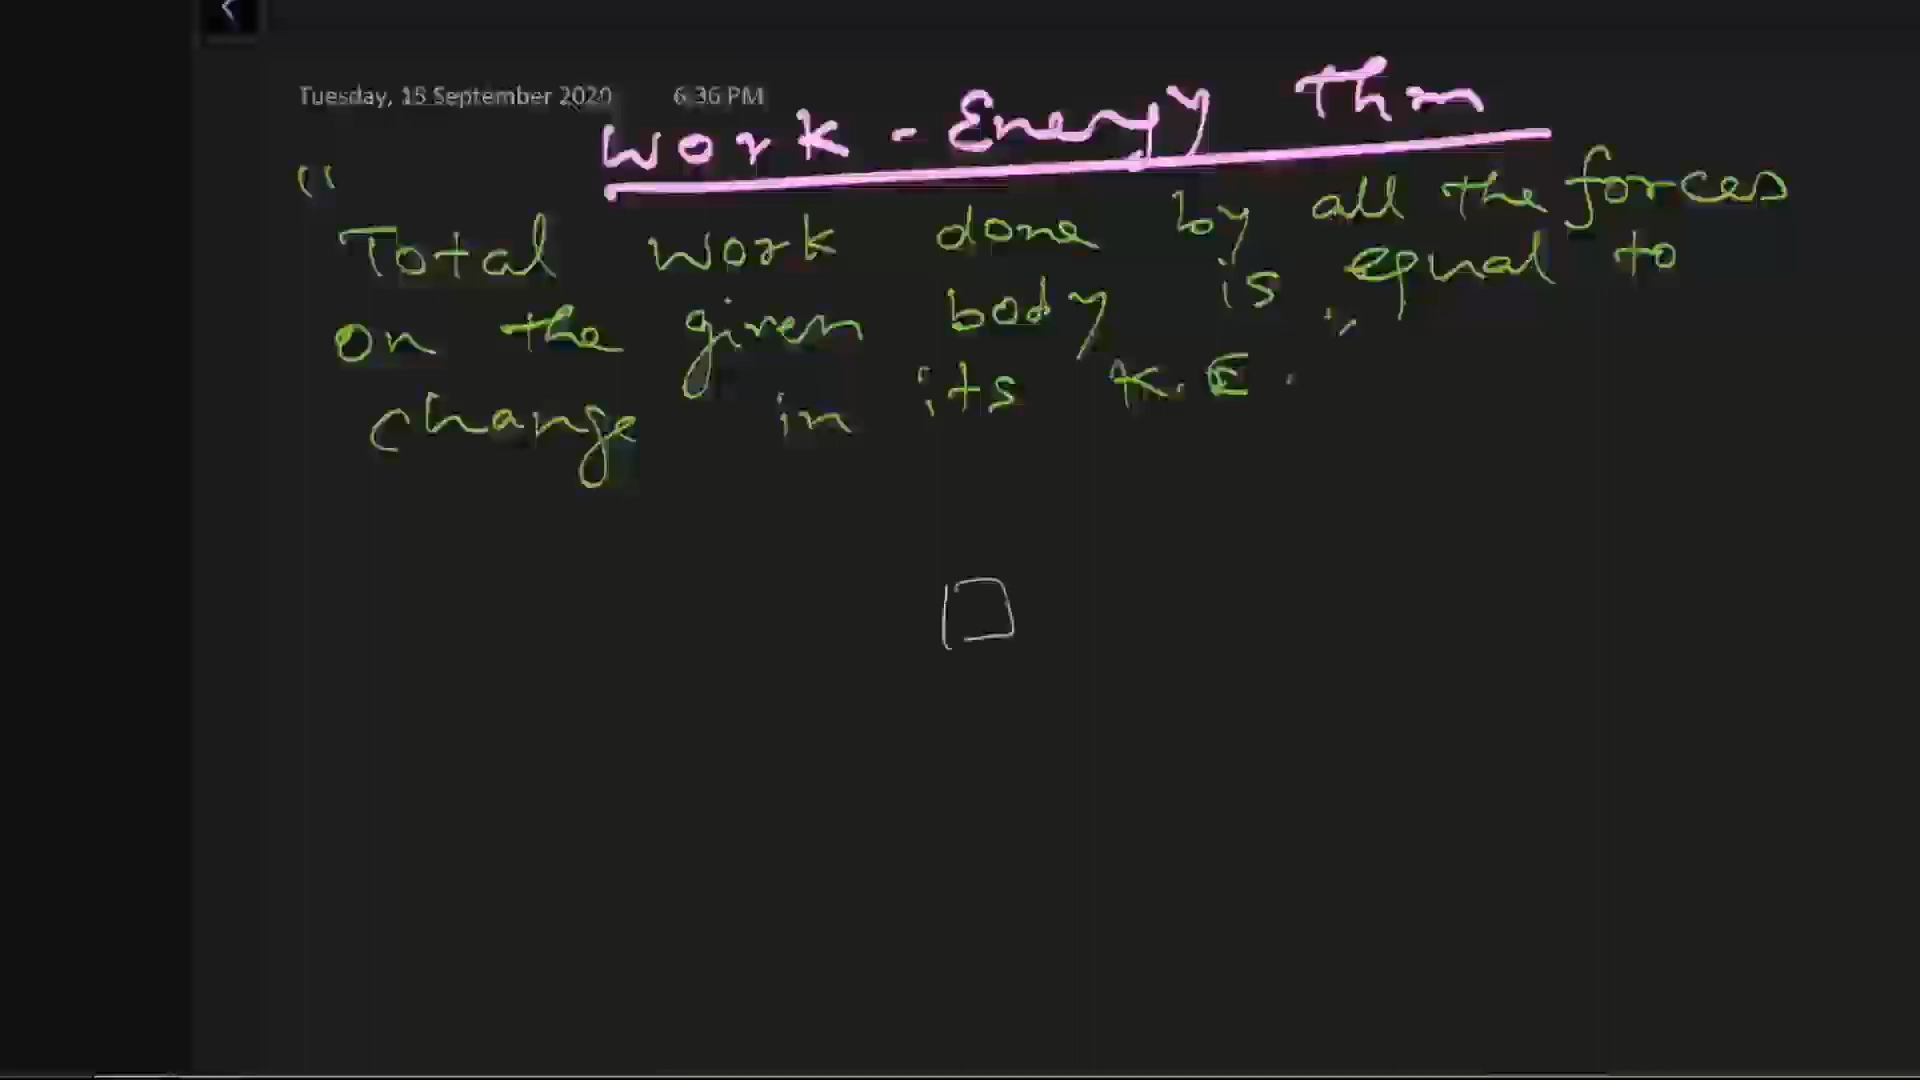 Tuesday, 15 September 2020 6:36 PM
Work - Energy Thm
" Total work done by all the forces
on the given body is equal to
change in its K.E. "